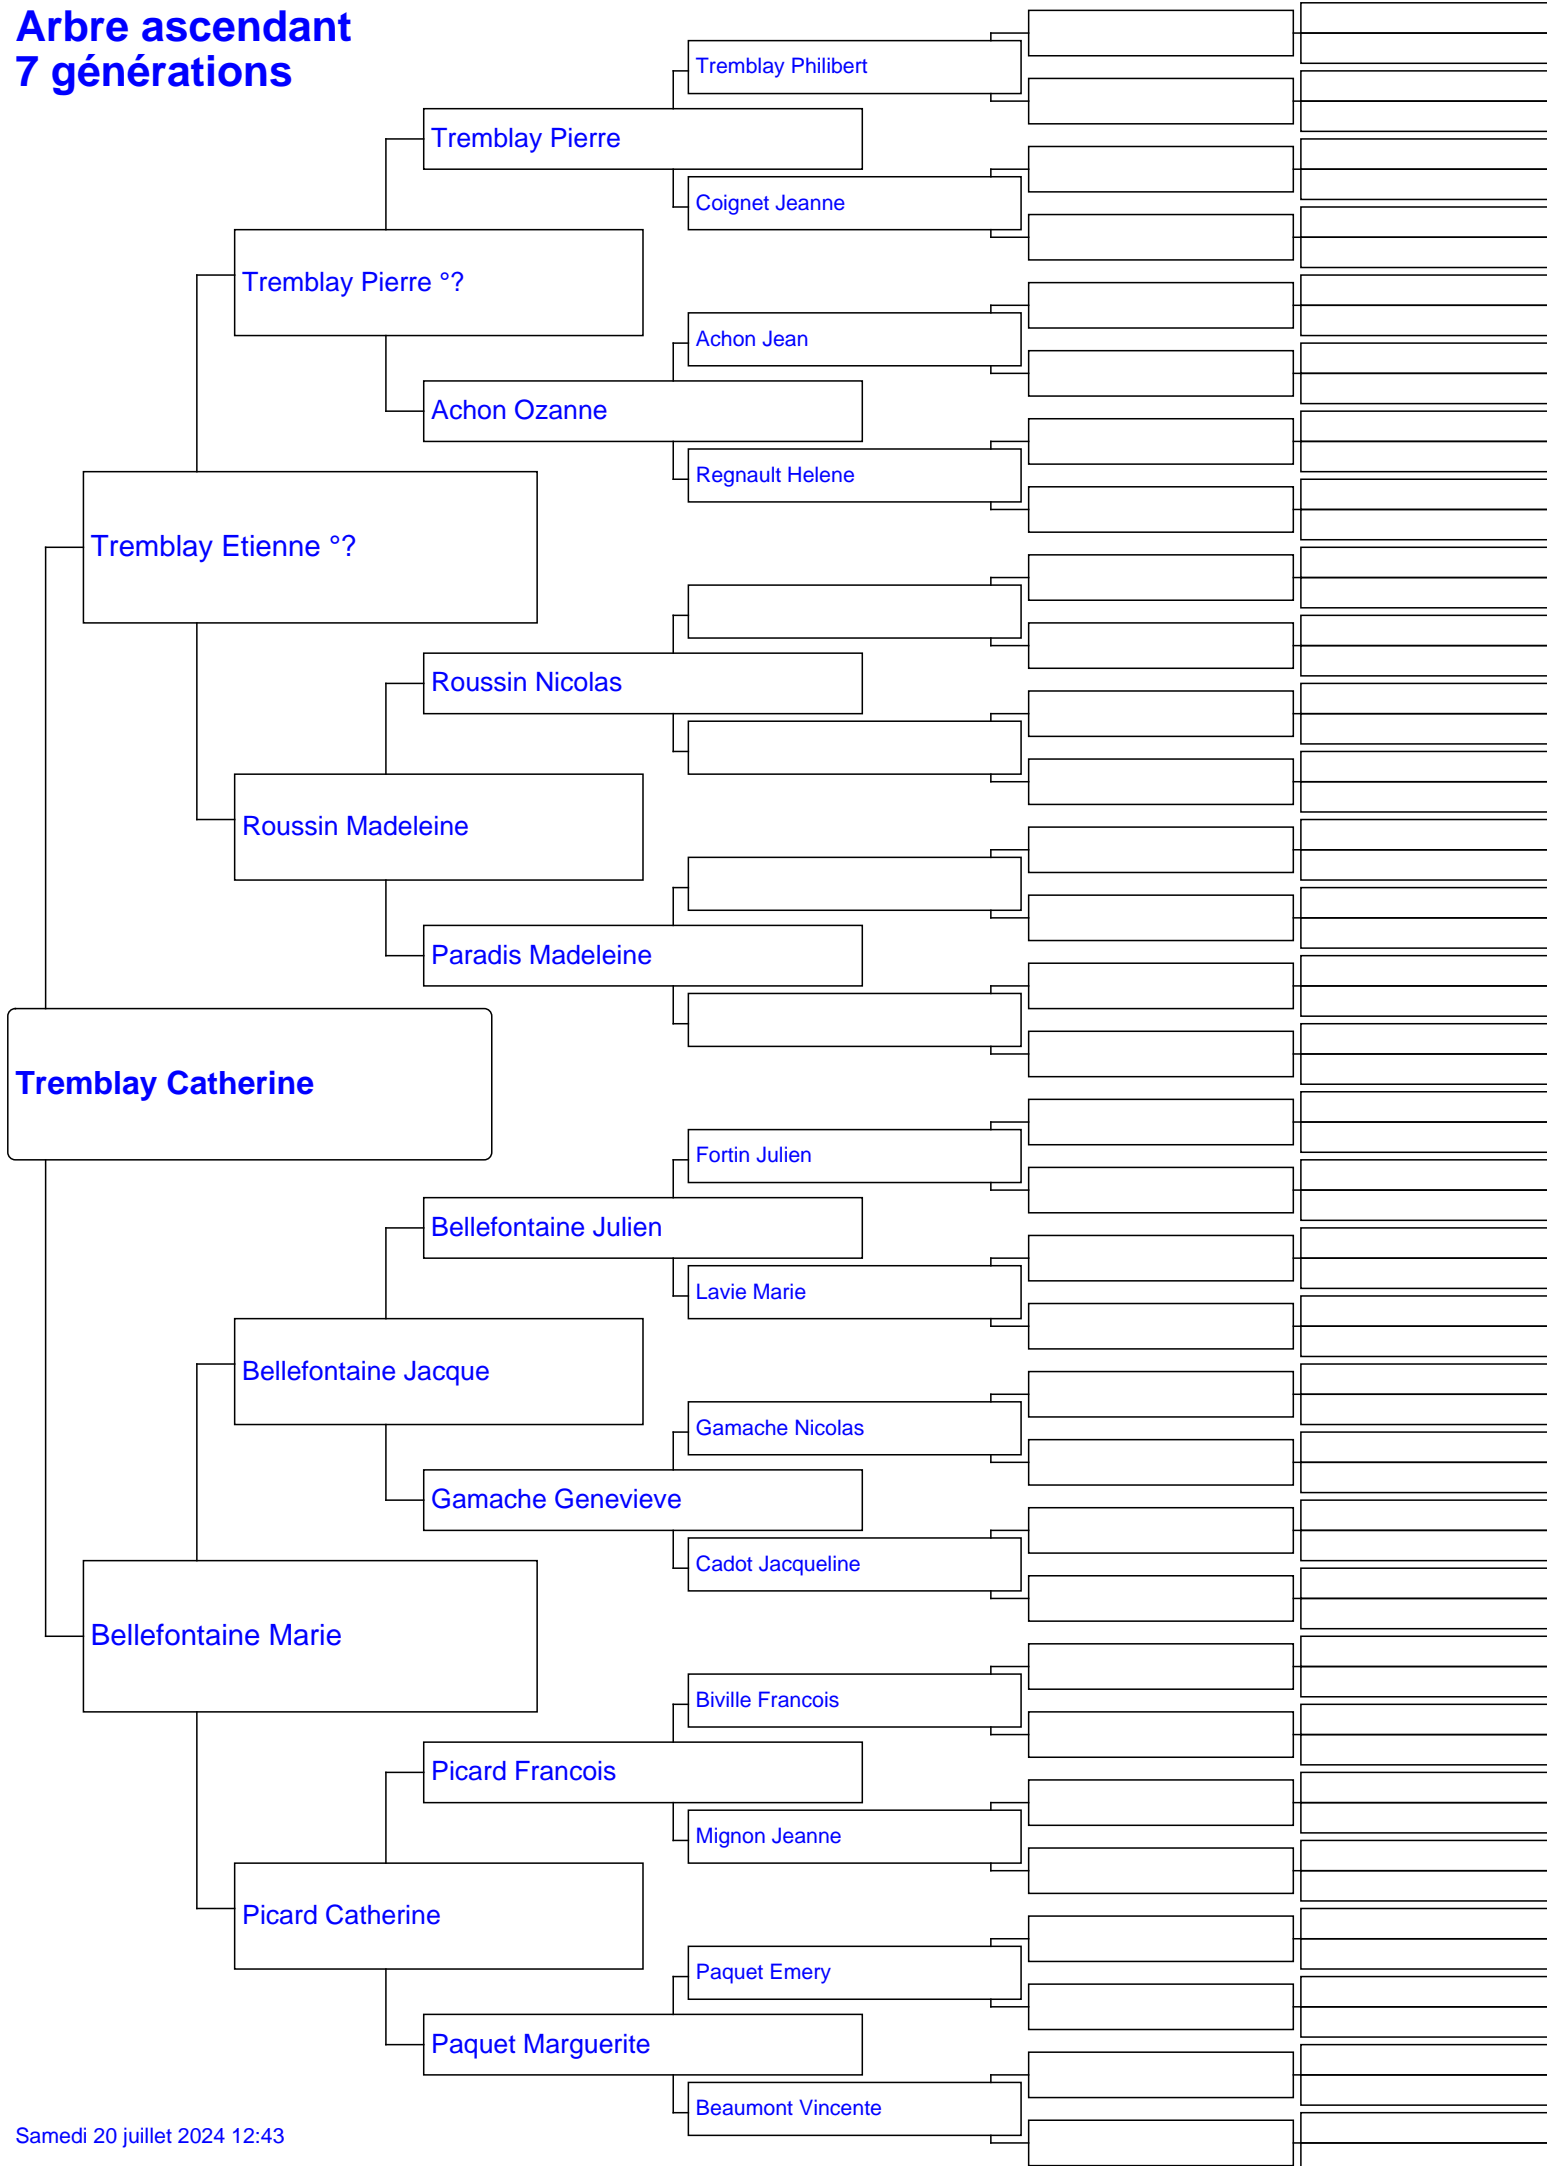 Arbre ascendant
7 générations
Tremblay Philibert
Tremblay Pierre
Coignet Jeanne
Tremblay Pierre °?
Achon Jean
Achon Ozanne
Regnault Helene
Tremblay Etienne °?
Roussin Nicolas
Roussin Madeleine
Paradis Madeleine
Tremblay Catherine
Fortin Julien
Bellefontaine Julien
Lavie Marie
Bellefontaine Jacque
Gamache Nicolas
Gamache Genevieve
Cadot Jacqueline
Bellefontaine Marie
Biville Francois
Picard Francois
Mignon Jeanne
Picard Catherine
Paquet Emery
Paquet Marguerite
Beaumont Vincente
Samedi 20 juillet 2024 12:43